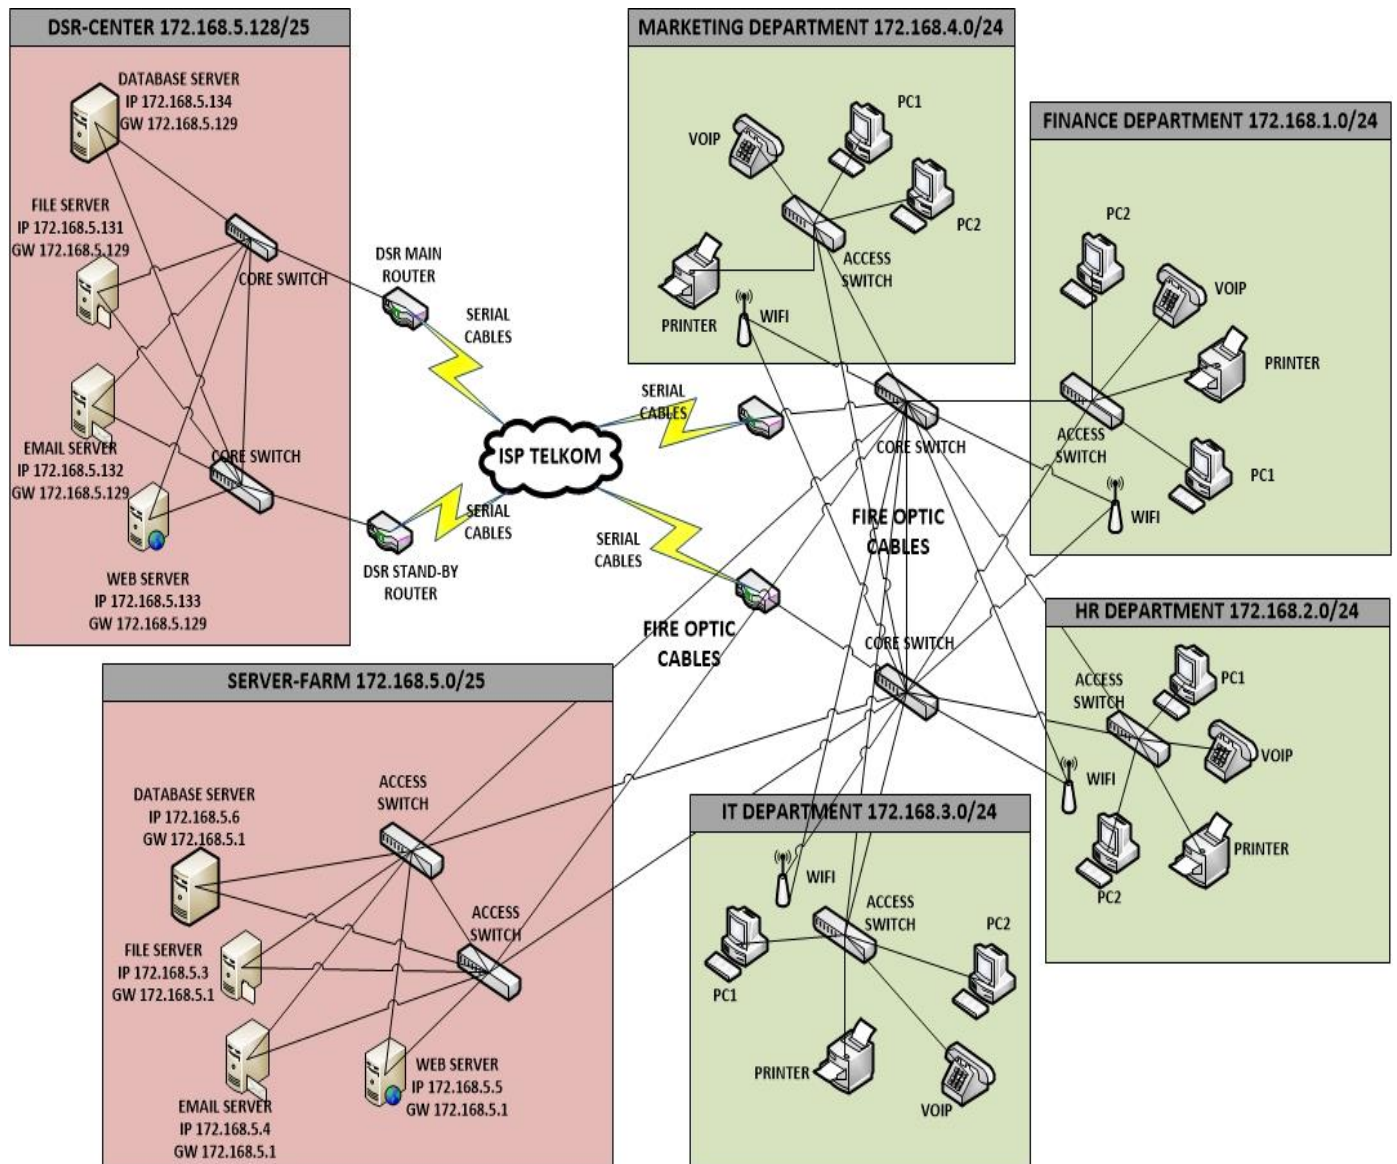 DSR-CENTER 172.168.5.128/25
DATABASE SERVER
IP 172.168.5.134
GW 172.168.5.129
FILE SERVER
IP 172.168.5.131
GW 172.168.5.129
CORE SWITCH
EMAIL SERVER
IP 172.168.5.132
GW 172.168.5.129
CORE SWITCH
WEB SERVER
IP 172.168.5.133
GW 172.168.5.129
DSR MAIN
ROUTER
SERIAL
CABLES
ISP TELKOM
SERIAL
CABLES
DSR STAND-BY
ROUTER
SERIAL
CABLES
SERIAL
CABLES
FIRE OPTIC
CABLES
MARKETING DEPARTMENT 172.168.4.0/24
PC1
VOIP
PC2
ACCESS
SWITCH
PRINTER
WIFI
CORE SWITCH
FIRE OPTIC
CABLES
CORE SWITCH
FINANCE DEPARTMENT 172.168.1.0/24
PC2
VOIP
PRINTER
ACCESS
SWITCH
PC1
WIFI
HR DEPARTMENT 172.168.2.0/24
PC1
ACCESS
SWITCH
VOIP
WIFI
PRINTER
PC2
SERVER-FARM 172.168.5.0/25
ACCESS
SWITCH
DATABASE SERVER
IP 172.168.5.6
GW 172.168.5.1
ACCESS
SWITCH
FILE SERVER
IP 172.168.5.3
GW 172.168.5.1
WEB SERVER
IP 172.168.5.5
GW 172.168.5.1
EMAIL SERVER
IP 172.168.5.4
GW 172.168.5.1
IT DEPARTMENT 172.168.3.0/24
WIFI
ACCESS
SWITCH
PC2
PC1
PRINTER
VOIP